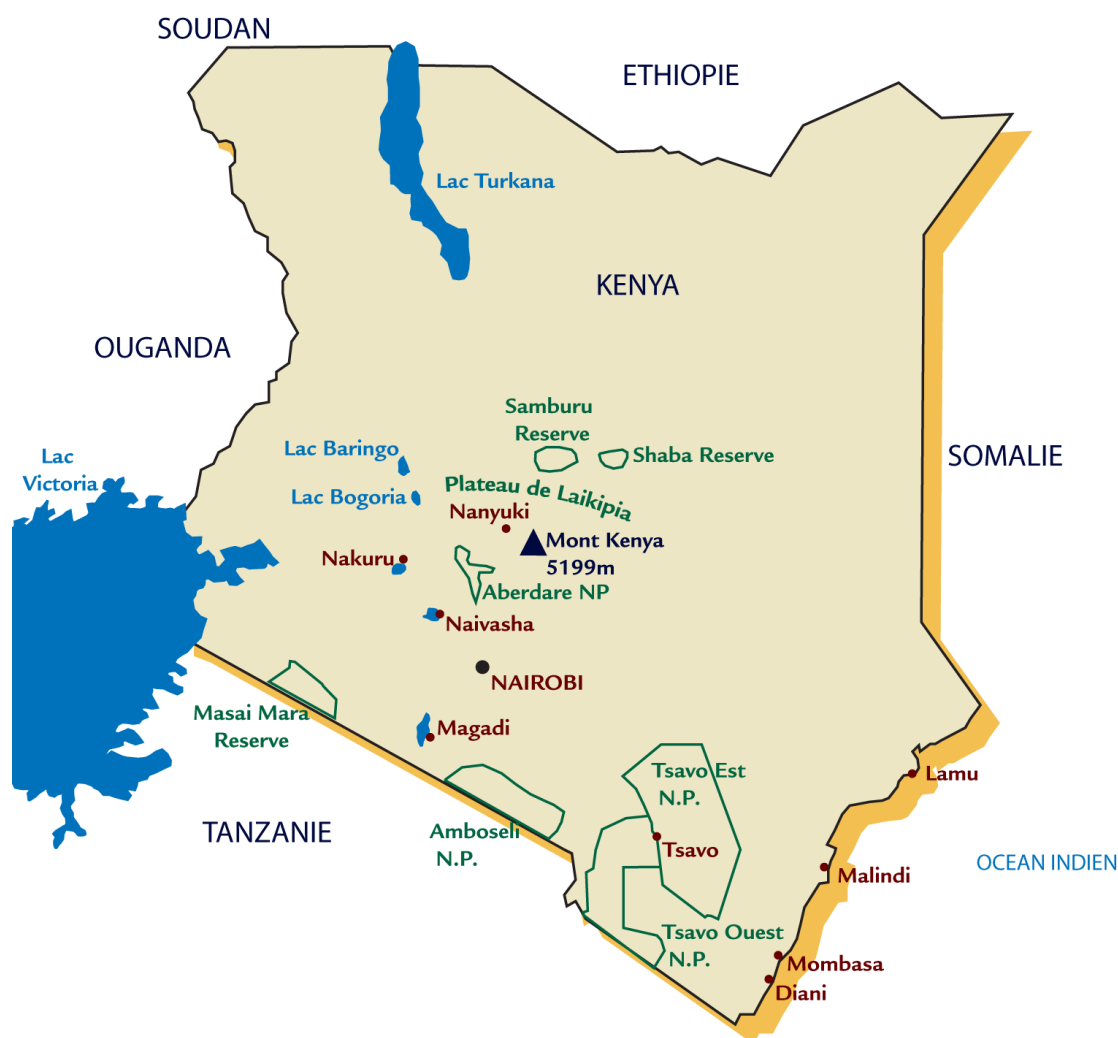 SOUDAN
ETHIOPIE
Lac Turkana
KENYA
OUGANDA
Samburu
Reserve
Lac Baringo
Shaba Reserve
SOMALIE
Lac
Victoria
Lac Bogoria
Plateau de Laikipia
Nanyuki
Mont Kenya
5199m
Nakuru
Aberdare NP
Naivasha
NAIROBI
Masai Mara
Reserve
Magadi
Tsavo Est
N.P.
Lamu
TANZANIE
Amboseli
N.P.
Tsavo
OCEAN INDIEN
Malindi
Tsavo Ouest
N.P.
Mombasa
Diani